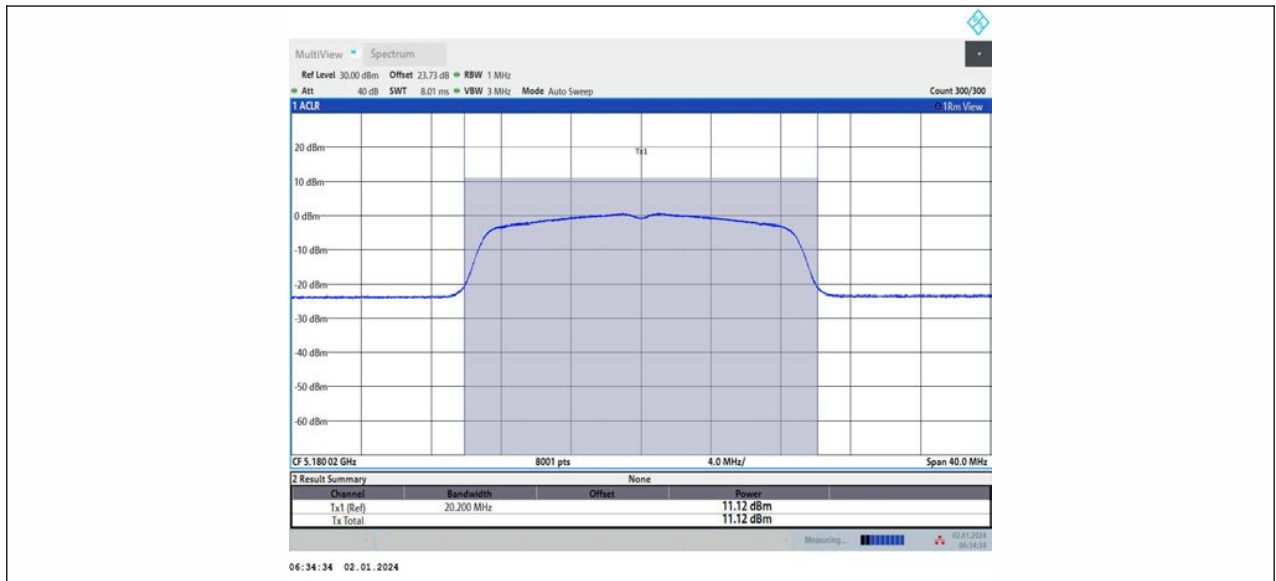 MultiView Spectrum
Ref Level 30.00 dBm Offset 23.73 dB RBW 1 MHz
Att 40 dB SWT 8.01 ms VBW 3 MHz Mode Auto Sweep Count 300/300
1 ACLR 1Rm View
Tx1
20 dBm
10 dBm
0 dBm
-10 dBm
-20 dBm
-30 dBm
-40 dBm
-50 dBm
-60 dBm
CF 5.180 02 GHz 8001 pts 4.0 MHz/ Span 40.0 MHz
2 Result Summary None
Channel Bandwidth Offset Power
Tx1 (Ref) 20.200 MHz 11.12 dBm
Tx Total 11.12 dBm
Measuring... 02.01.2024
06:34:34
06:34:34 02.01.2024